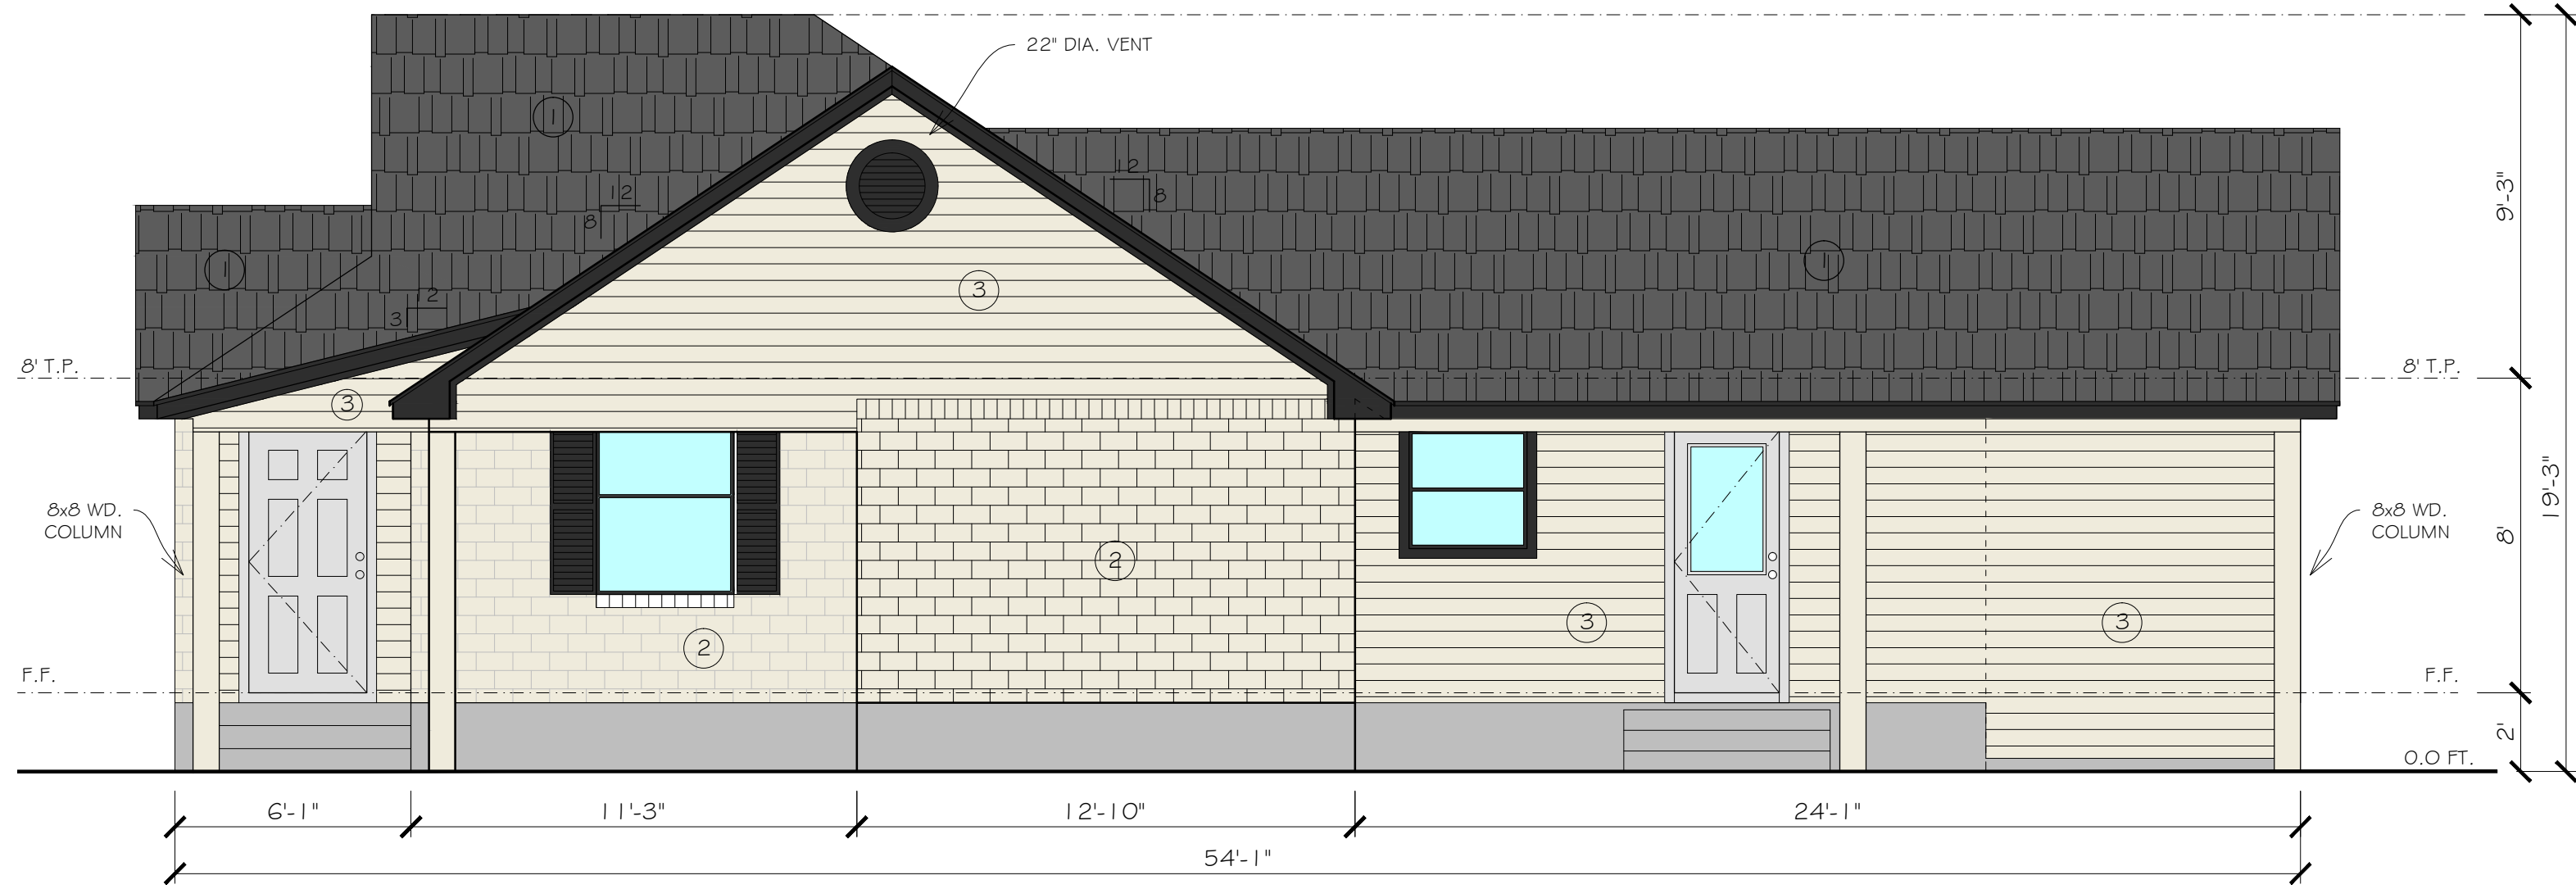 22" DIA. VENT
1
12
8
12
8
1
1
3
12
3
8' T.P.
8' T.P.
3
9'-3"
8x8 WD.
COLUMN
8x8 WD.
COLUMN
8'
19'-3"
2
3
3
2
F.F.
F.F.
2'
0.0 FT.
6'-1"
11'-3"
12'-10"
24'-1"
54'-1"